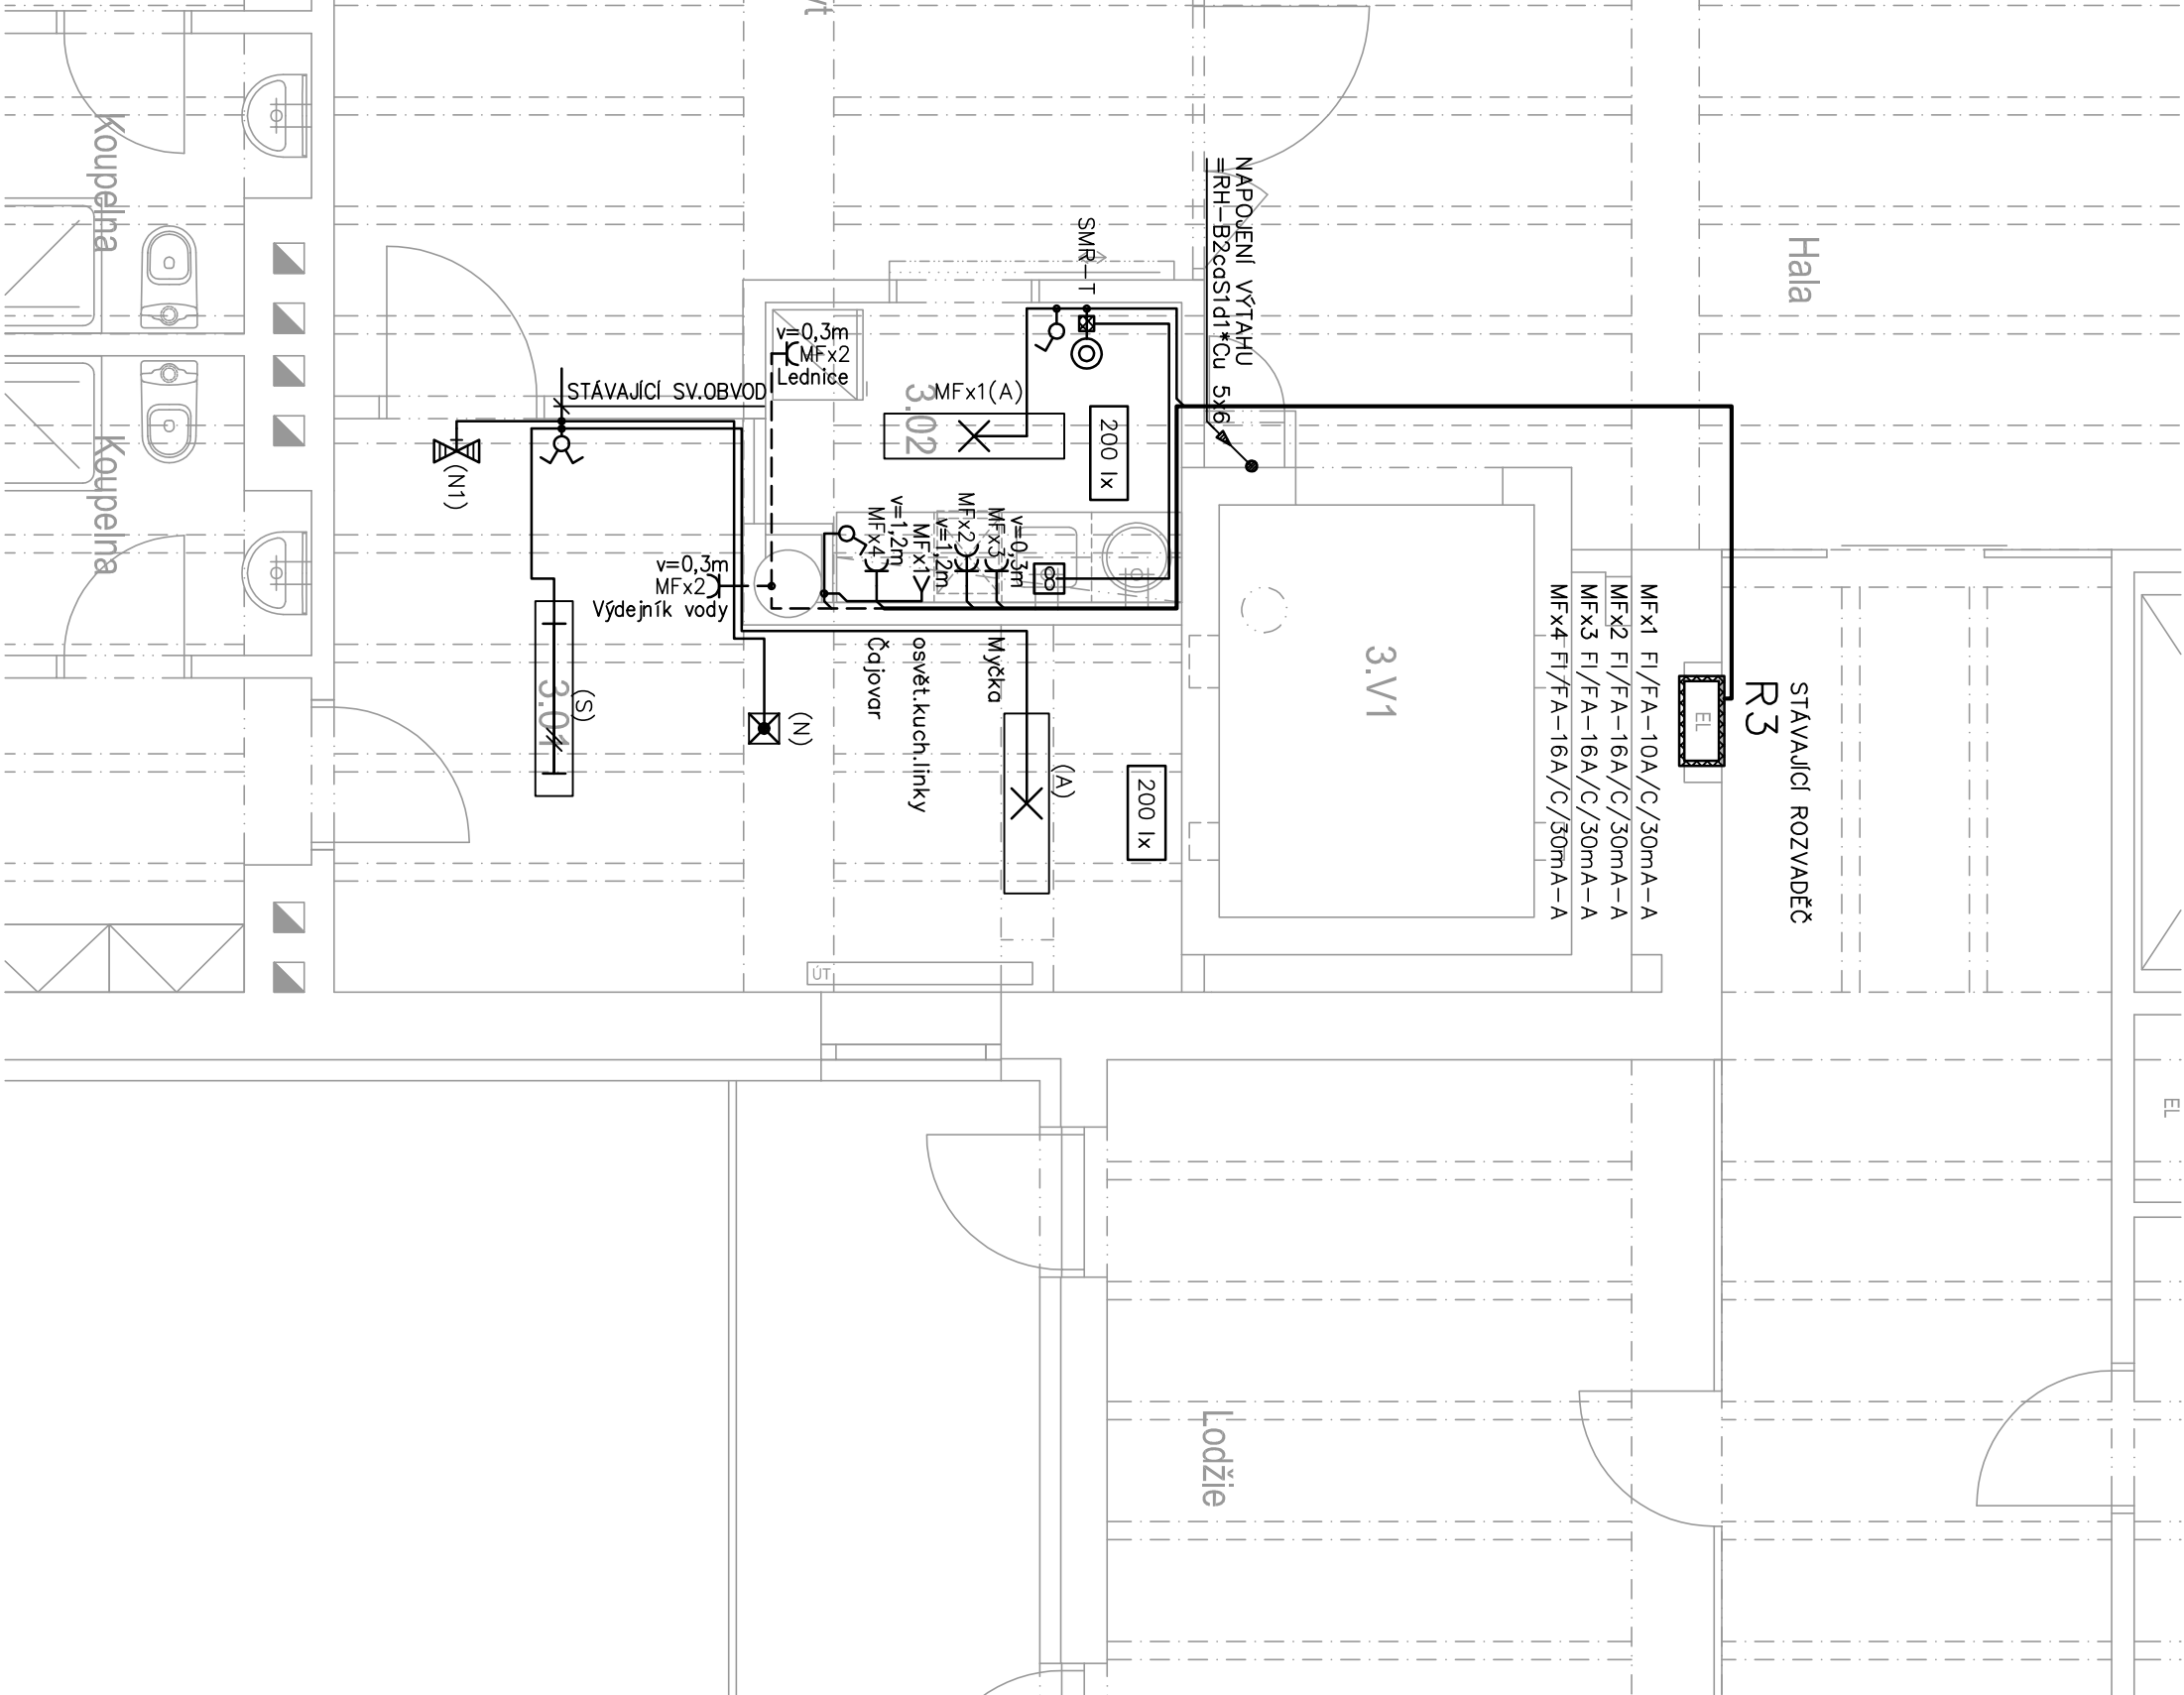 Koupelna
Koupelna
Hala
NAPOJENÍ VÝTAHU
=RH-B2caS1d1*Cu 5x6
SMR-T
v=0,3m
MFx2
Lednice
STÁVAJÍCÍ SV.OBVOD
MFx1(A)
3.02
200 lx
(N1)
v=0,3m
MFx2
Výdejník vody
v=1,2m
MFx4
MFx1
v=1,2m
MFx2
v=0,3m
MFx3
Čajovar
osvět.kuch.linky
Myčka
(S)
3.01
(N)
(A)
200 lx
3.V1
MFx1 FI/FA-10A/C/30mA-A
MFx2 FI/FA-16A/C/30mA-A
MFx3 FI/FA-16A/C/30mA-A
MFx4 FI/FA-16A/C/30mA-A
STÁVAJÍCÍ ROZVADĚČ
R3
EL
ÚT
EL
Lodžie